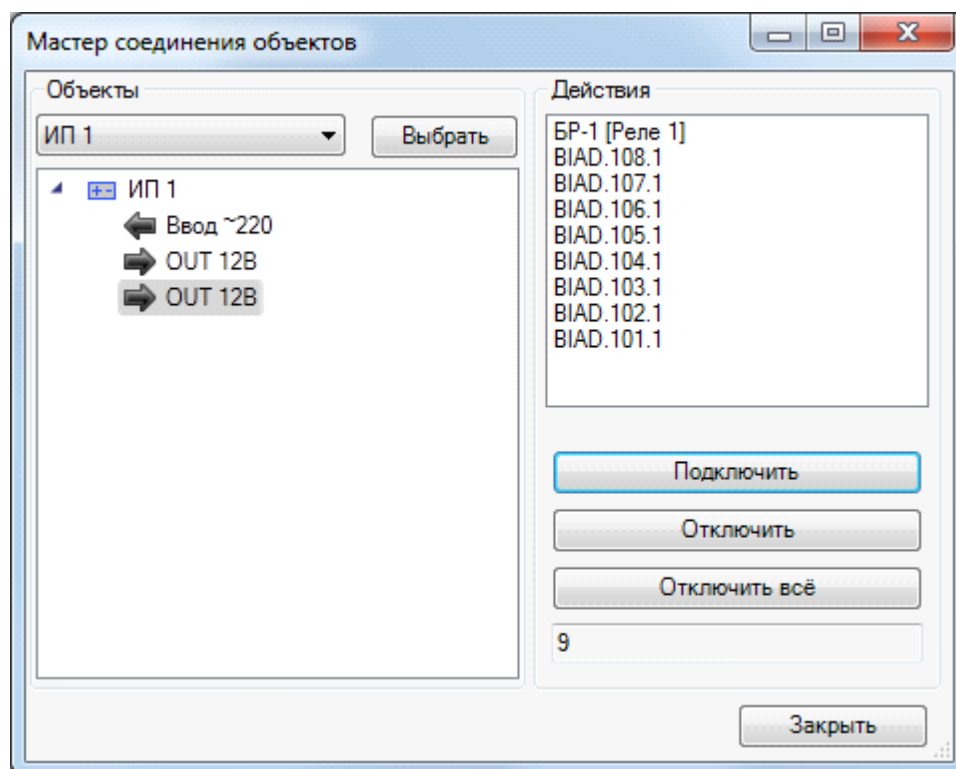 Мастер соединения объектов
Объекты
ИП 1
Выбрать
ИП 1
Ввод ~220
OUT 12В
OUT 12В
Действия
БР-1 [Реле 1]
BIAD.108.1
BIAD.107.1
BIAD.106.1
BIAD.105.1
BIAD.104.1
BIAD.103.1
BIAD.102.1
BIAD.101.1
Подключить
Отключить
Отключить всё
9
Закрыть